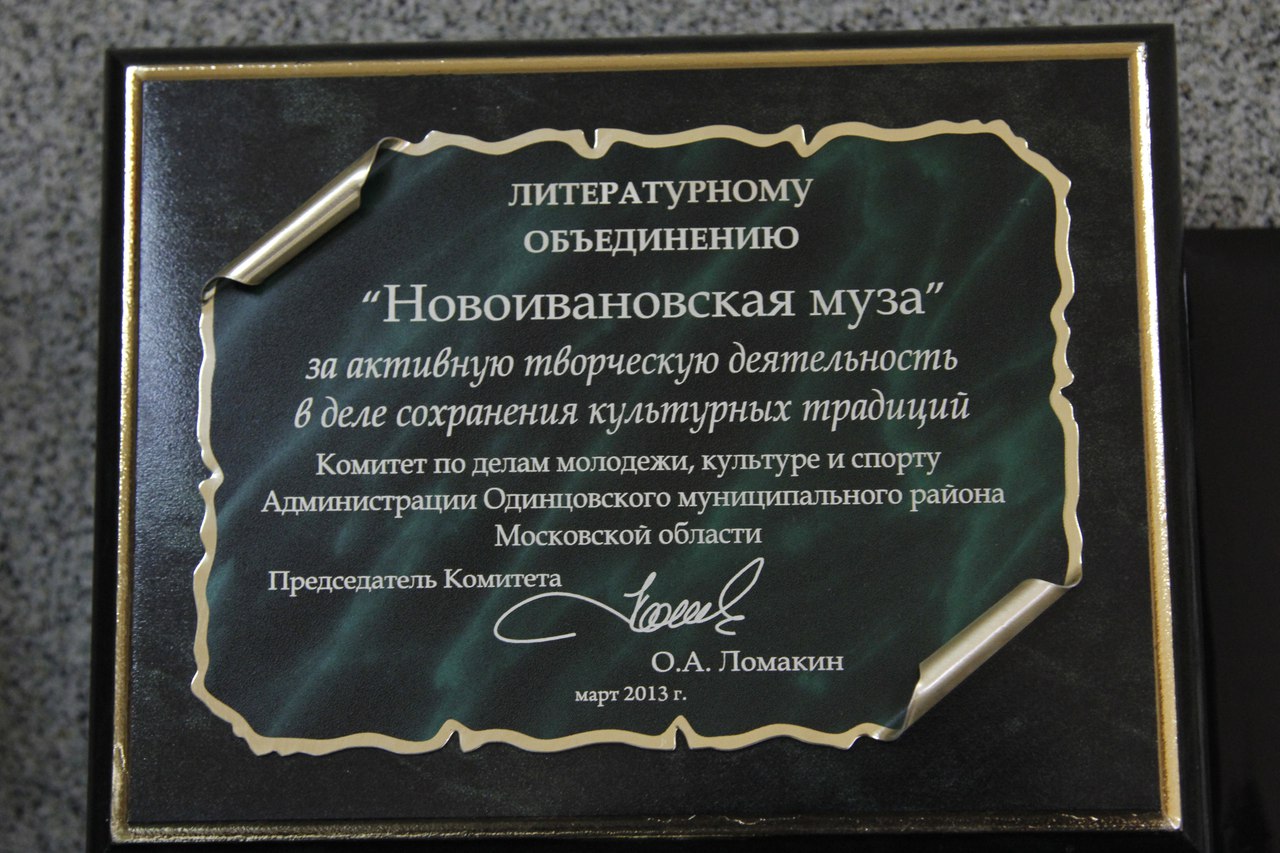 ЛИТЕРАТУРНОМУ
ОБЪЕДИНЕНИЮ
“Новоивановская муза”
за активную творческую деятельность
в деле сохранения культурных традиций
Комитет по делам молодежи, культуре и спорту
Администрации Одинцовского муниципального района
Московской области
Председатель Комитета
О.А. Ломакин
март 2013 г.